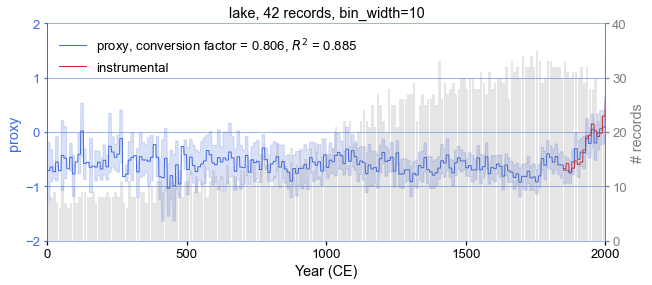 lake, 42 records, bin_width=10
proxy, conversion factor = 0.806, R² = 0.885
instrumental
2
1
0
−1
−2
proxy
40
30
20
10
0
# records
0 500 1000 1500 2000
Year (CE)